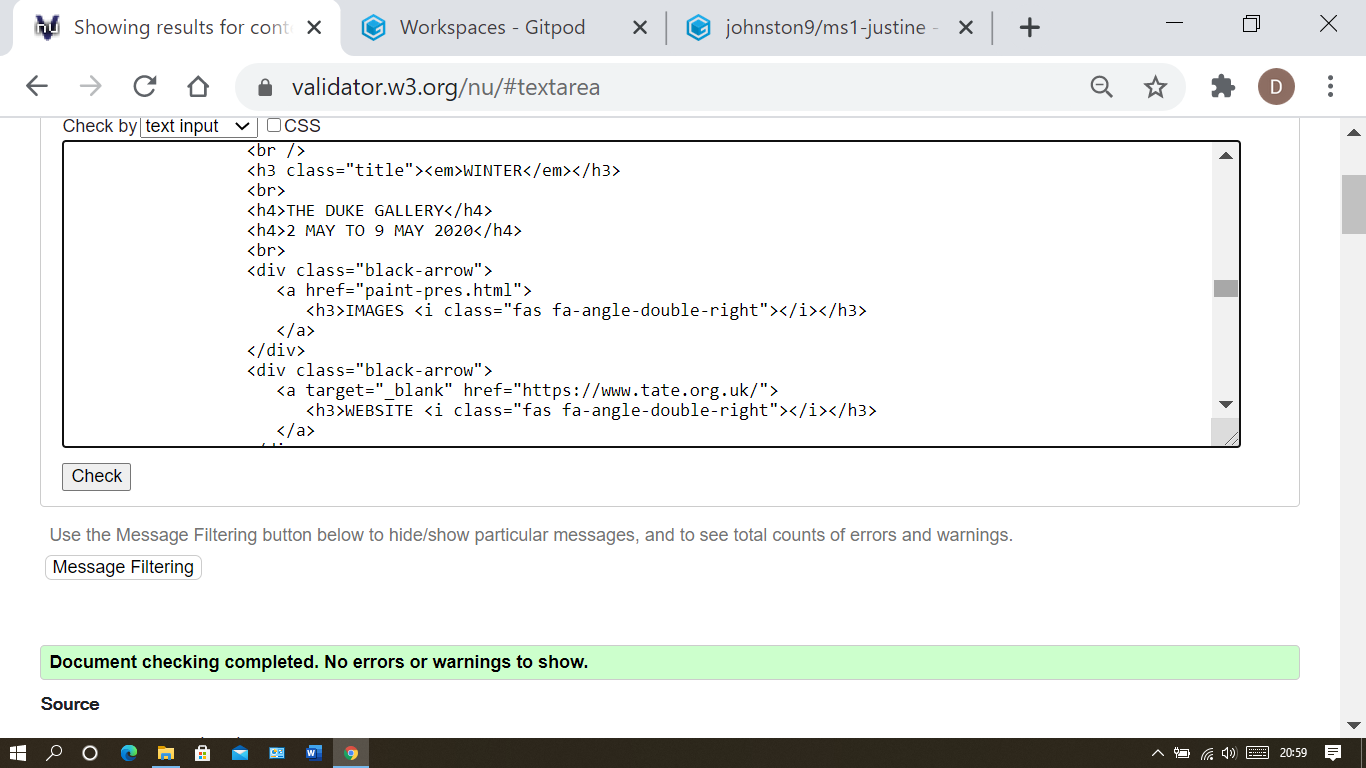 Showing results for cont
Workspaces - Gitpod
johnston9/ms1-justine -
validator.w3.org/nu/#textarea
D
Check by text input CSS
<br />
<h3 class="title"><em>WINTER</em></h3>
<br>
<h4>THE DUKE GALLERY</h4>
<h4>2 MAY TO 9 MAY 2020</h4>
<br>
<div class="black-arrow">
<a href="paint-pres.html">
<h3>IMAGES <i class="fas fa-angle-double-right"></i></h3>
</a>
</div>
<div class="black-arrow">
<a target="_blank" href="https://www.tate.org.uk/">
<h3>WEBSITE <i class="fas fa-angle-double-right"></i></h3>
</a>
Check
Use the Message Filtering button below to hide/show particular messages, and to see total counts of errors and warnings.
Message Filtering
Document checking completed. No errors or warnings to show.
Source
20:59